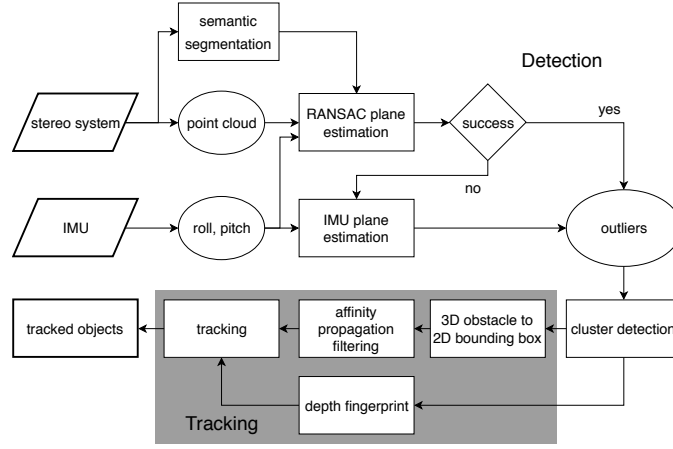 semantic
segmentation
Detection
stereo system
point cloud
RANSAC plane
estimation
success
yes
no
IMU
roll, pitch
IMU plane
estimation
outliers
tracked objects
tracking
affinity
propagation
filtering
3D obstacle to
2D bounding box
cluster detection
depth fingerprint
Tracking